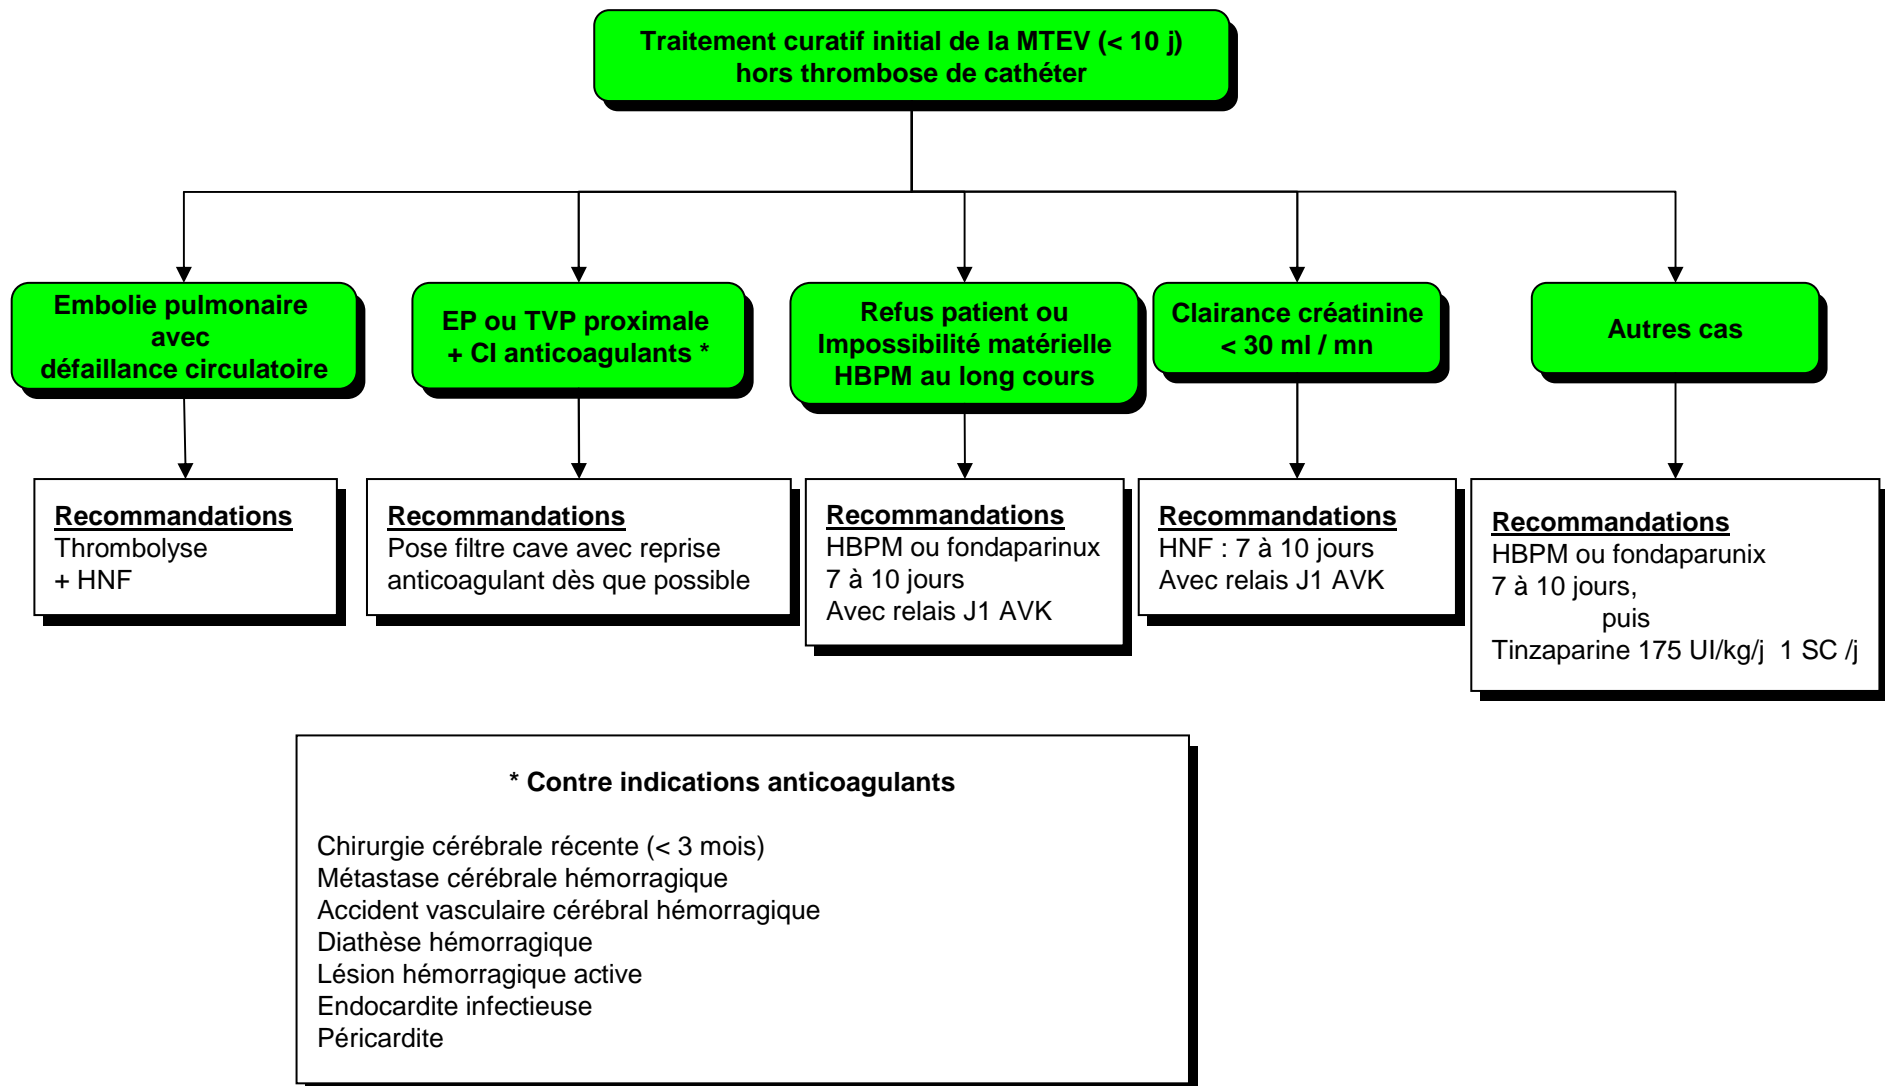 Traitement curatif initial de la MTEV (< 10 j)
hors thrombose de cathéter
Embolie pulmonaire
avec
défaillance circulatoire
EP ou TVP proximale
+ CI anticoagulants *
Refus patient ou
Impossibilité matérielle
HBPM au long cours
Clairance créatinine
< 30 ml / mn
Autres cas
Recommandations
Thrombolyse
+ HNF
Recommandations
Pose filtre cave avec reprise
anticoagulant dès que possible
Recommandations
HBPM ou fondaparinux
7 à 10 jours
Avec relais J1 AVK
Recommandations
HNF : 7 à 10 jours
Avec relais J1 AVK
Recommandations
HBPM ou fondaparunix
7 à 10 jours,
puis
Tinzaparine 175 UI/kg/j  1 SC /j
* Contre indications anticoagulants
Chirurgie cérébrale récente (< 3 mois)
Métastase cérébrale hémorragique
Accident vasculaire cérébral hémorragique
Diathèse hémorragique
Lésion hémorragique active
Endocardite infectieuse
Péricardite